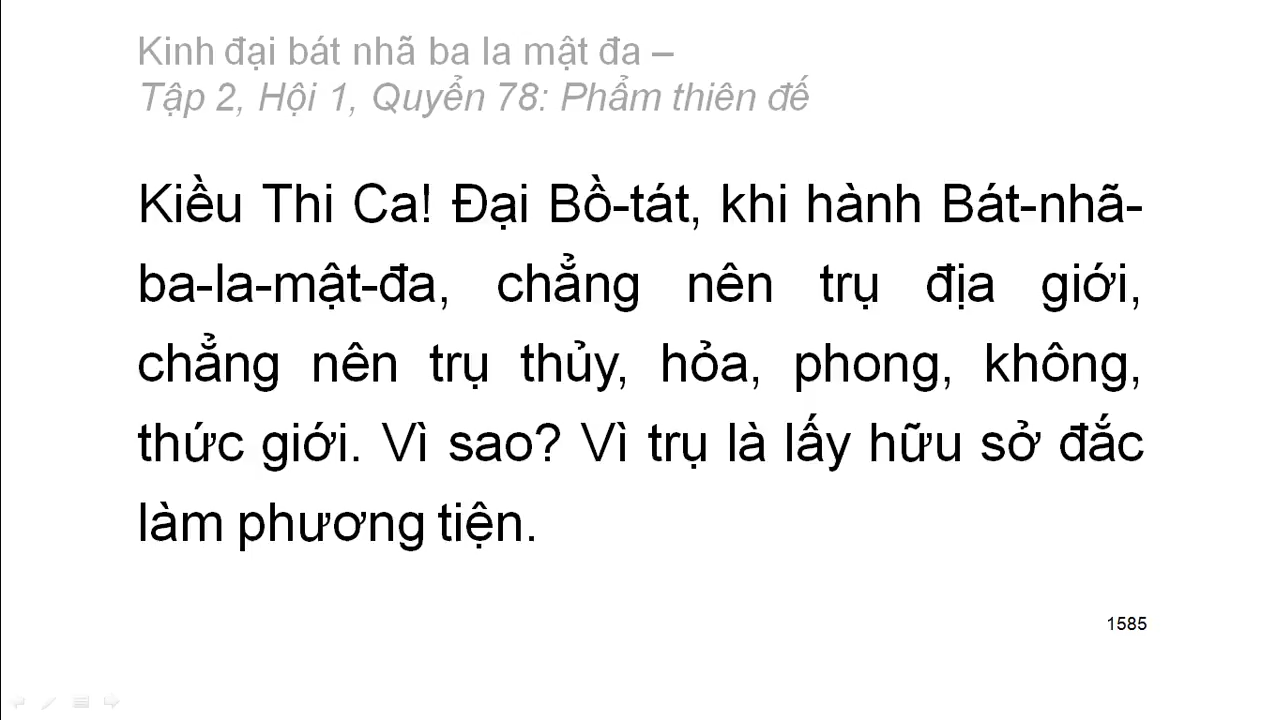 Kinh đại bát nhã ba la mật đa –
Tập 2, Hội 1, Quyển 78: Phẩm thiên đế
Kiều Thi Ca! Đại Bồ-tát, khi hành Bát-nhã-
ba-la-mật-đa, chẳng nên trụ địa giới,
chẳng nên trụ thủy, hỏa, phong, không,
thức giới. Vì sao? Vì trụ là lấy hữu sở đắc
làm phương tiện.
1585